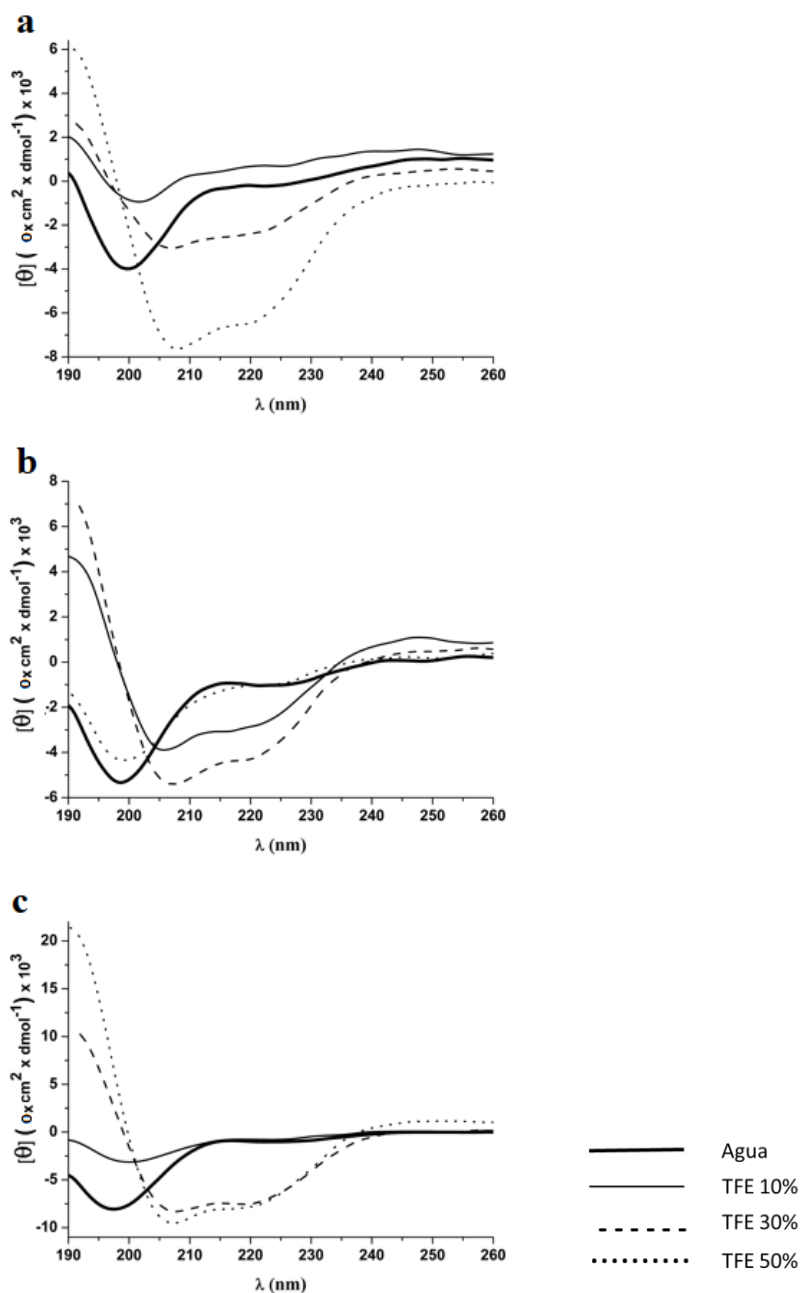 a
6
4
2
0
-2
-4
-6
-8
190 200 210 220 230 240 250 260
[θ] ( o x cm² x dmol⁻¹) x 10³
λ (nm)
b
8
6
4
2
0
-2
-4
-6
190 200 210 220 230 240 250 260
[θ] ( o x cm² x dmol⁻¹) x 10³
λ (nm)
c
20
15
10
5
0
-5
-10
190 200 210 220 230 240 250 260
[θ] ( o x cm² x dmol⁻¹) x 10³
λ (nm)
Agua
TFE 10%
TFE 30%
TFE 50%